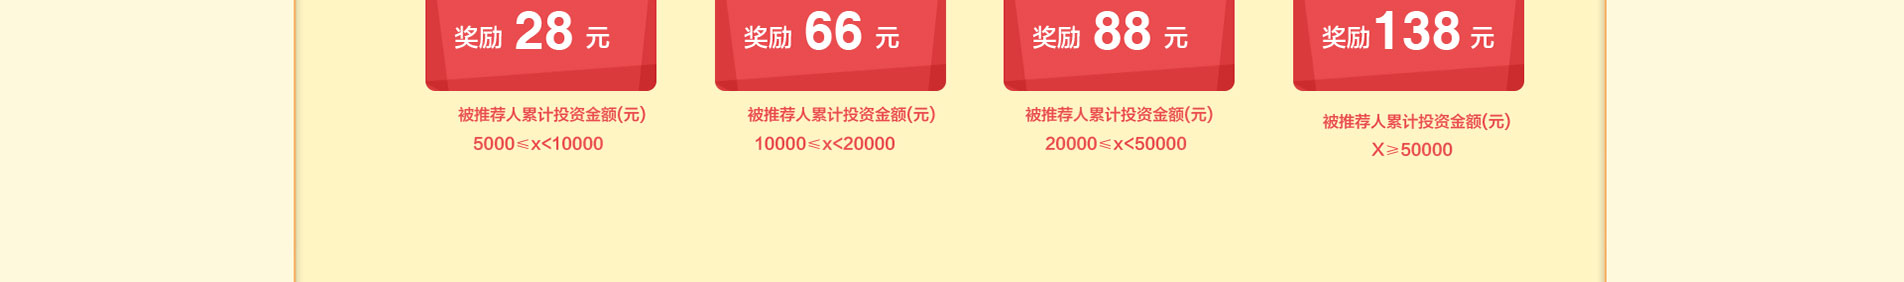 奖励 28 元
奖励 66 元
奖励 88 元
奖励138 元
被推荐人累计投资金额(元)
5000≤x<10000
被推荐人累计投资金额(元)
10000≤x<20000
被推荐人累计投资金额(元)
20000≤x<50000
被推荐人累计投资金额(元)
X≥50000